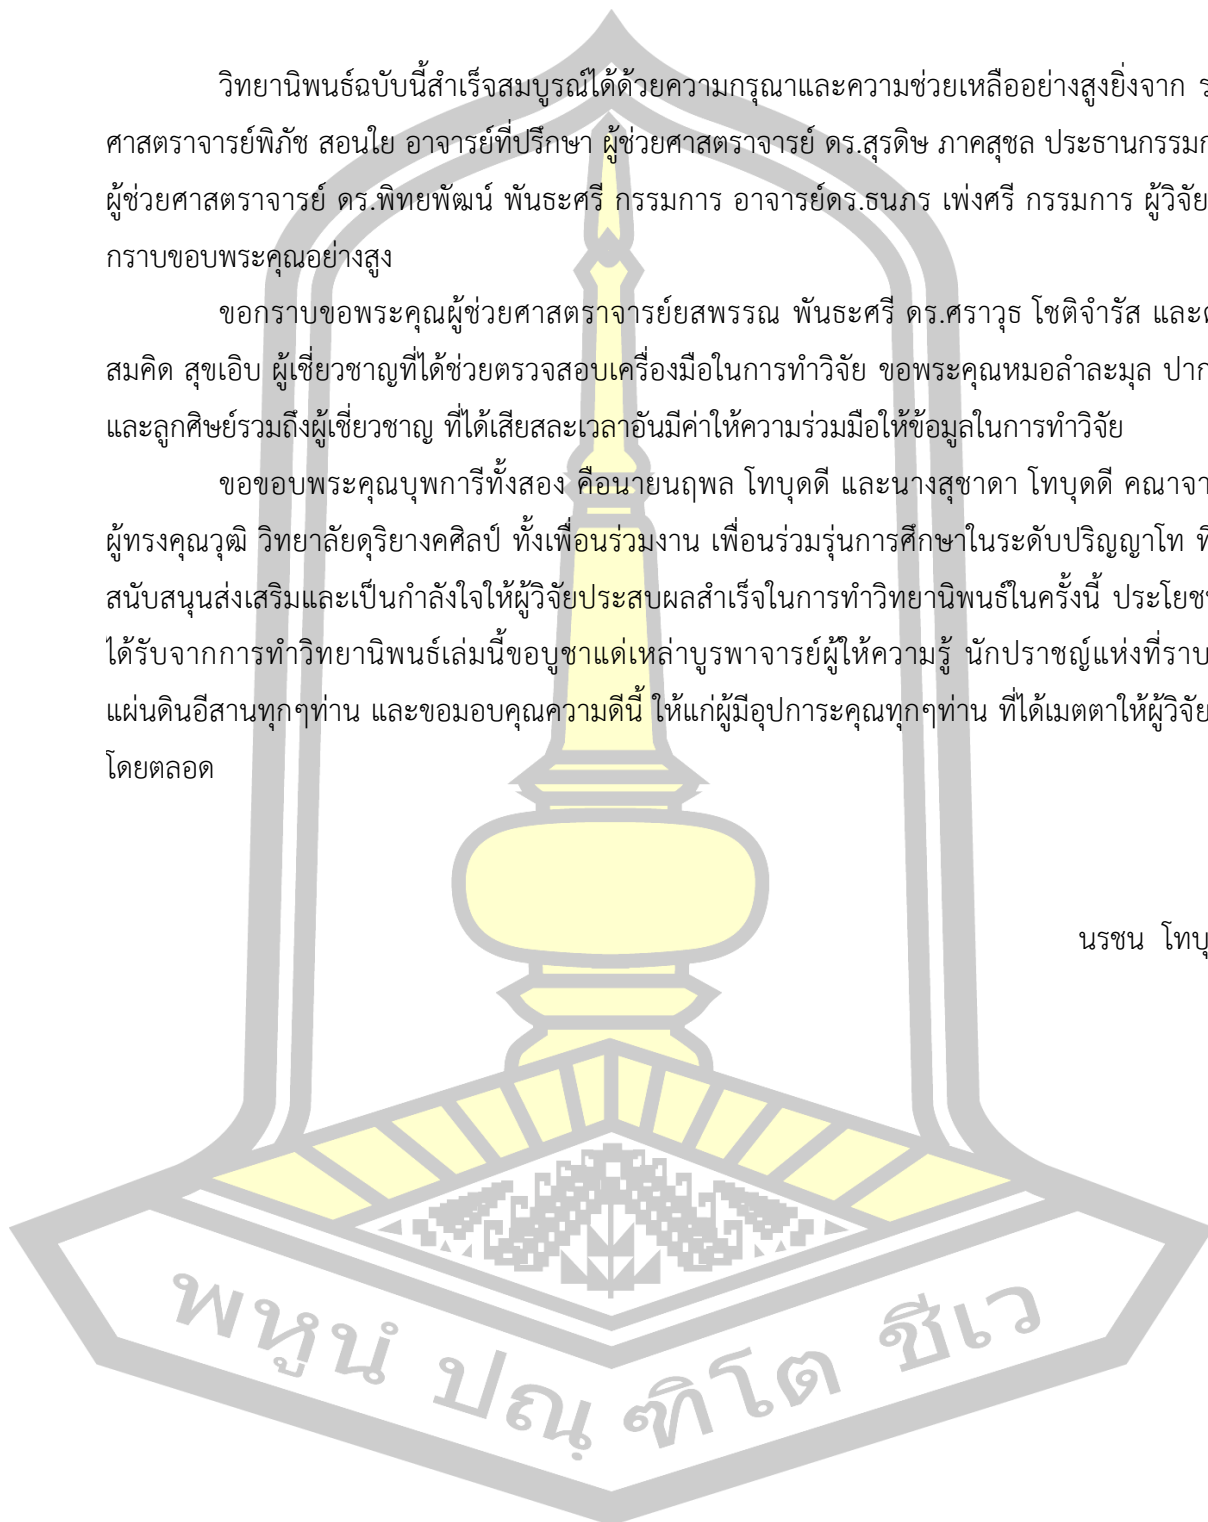 วิทยานิพนธ์ฉบับนี้สำเร็จสมบูรณ์ได้ด้วยความกรุณาและความช่วยเหลืออย่างสูงยิ่งจาก
ศาสตราจารย์พิภัช สอนใย อาจารย์ที่ปรึกษา ผู้ช่วยศาสตราจารย์ ดร.สุรดิษ ภาคสุชล
ผู้ช่วยศาสตราจารย์ ดร.พิทยพัฒน์ พันธะศรี กรรมการ อาจารย์ดร.ธนภร เพ่งศรี กรรมการ ผู้วิจัย
กราบขอบพระคุณอย่างสูง
ขอกราบขอพระคุณผู้ช่วยศาสตราจารย์ยสพรรณ พันธะศรี ดร.ศราวุธ โชติจำรัส และ
สมคิด สุขเอิบ ผู้เชี่ยวชาญที่ได้ช่วยตรวจสอบเครื่องมือในการทำวิจัย ขอพระคุณหมอลำละมุล
และลูกศิษย์รวมถึงผู้เชี่ยวชาญ ที่ได้เสียสละเวลาอันมีค่าให้ความร่วมมือให้ข้อมูลในการทำวิจัย
ขอขอบพระคุณบุพการีทั้งสอง คือนายนฤพล โทบุดดี และนางสุชาดา โทบุดดี
ผู้ทรงคุณวุฒิ วิทยาลัยดุริยางคศิลป์ ทั้งเพื่อนร่วมงาน เพื่อนร่วมรุ่นการศึกษาในระดับปริญญาโท
สนับสนุนส่งเสริมและเป็นกำลังใจให้ผู้วิจัยประสบผลสำเร็จในการทำวิทยานิพนธ์ในครั้งนี้
ได้รับจากการทำวิทยานิพนธ์เล่มนี้ขอบูชาแด่เหล่าบูรพาจารย์ผู้ให้ความรู้ นักปราชญ์แห่งที่ราบ
แผ่นดินอีสานทุกๆท่าน และขอมอบคุณความดีนี้ ให้แก่ผู้มีอุปการะคุณทุกๆท่าน ที่ได้เมตตาให้ผู้วิจัย
โดยตลอด
นรชน
พหูนํ ปณฺฑิโต ชีเว